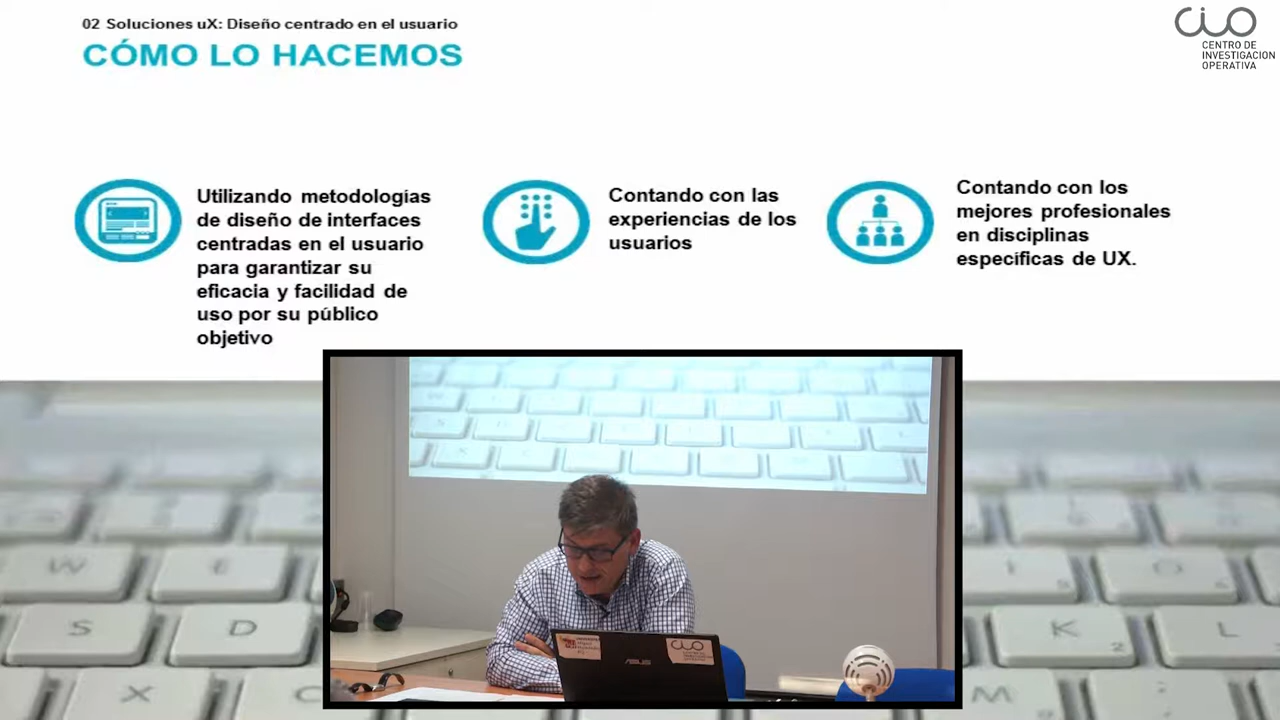 02 Soluciones uX: Diseño centrado en el usuario
CÓMO LO HACEMOS
CIO
CENTRO DE
INVESTIGACION
OPERATIVA
Utilizando metodologías
de diseño de interfaces
centradas en el usuario
para garantizar su
eficacia y facilidad de
uso por su público
objetivo
Contando con las
experiencias de los
usuarios
Contando con los
mejores profesionales
en disciplinas
específicas de UX.
W
S
D
X
C
O
K
L
M
ASUS
CIO